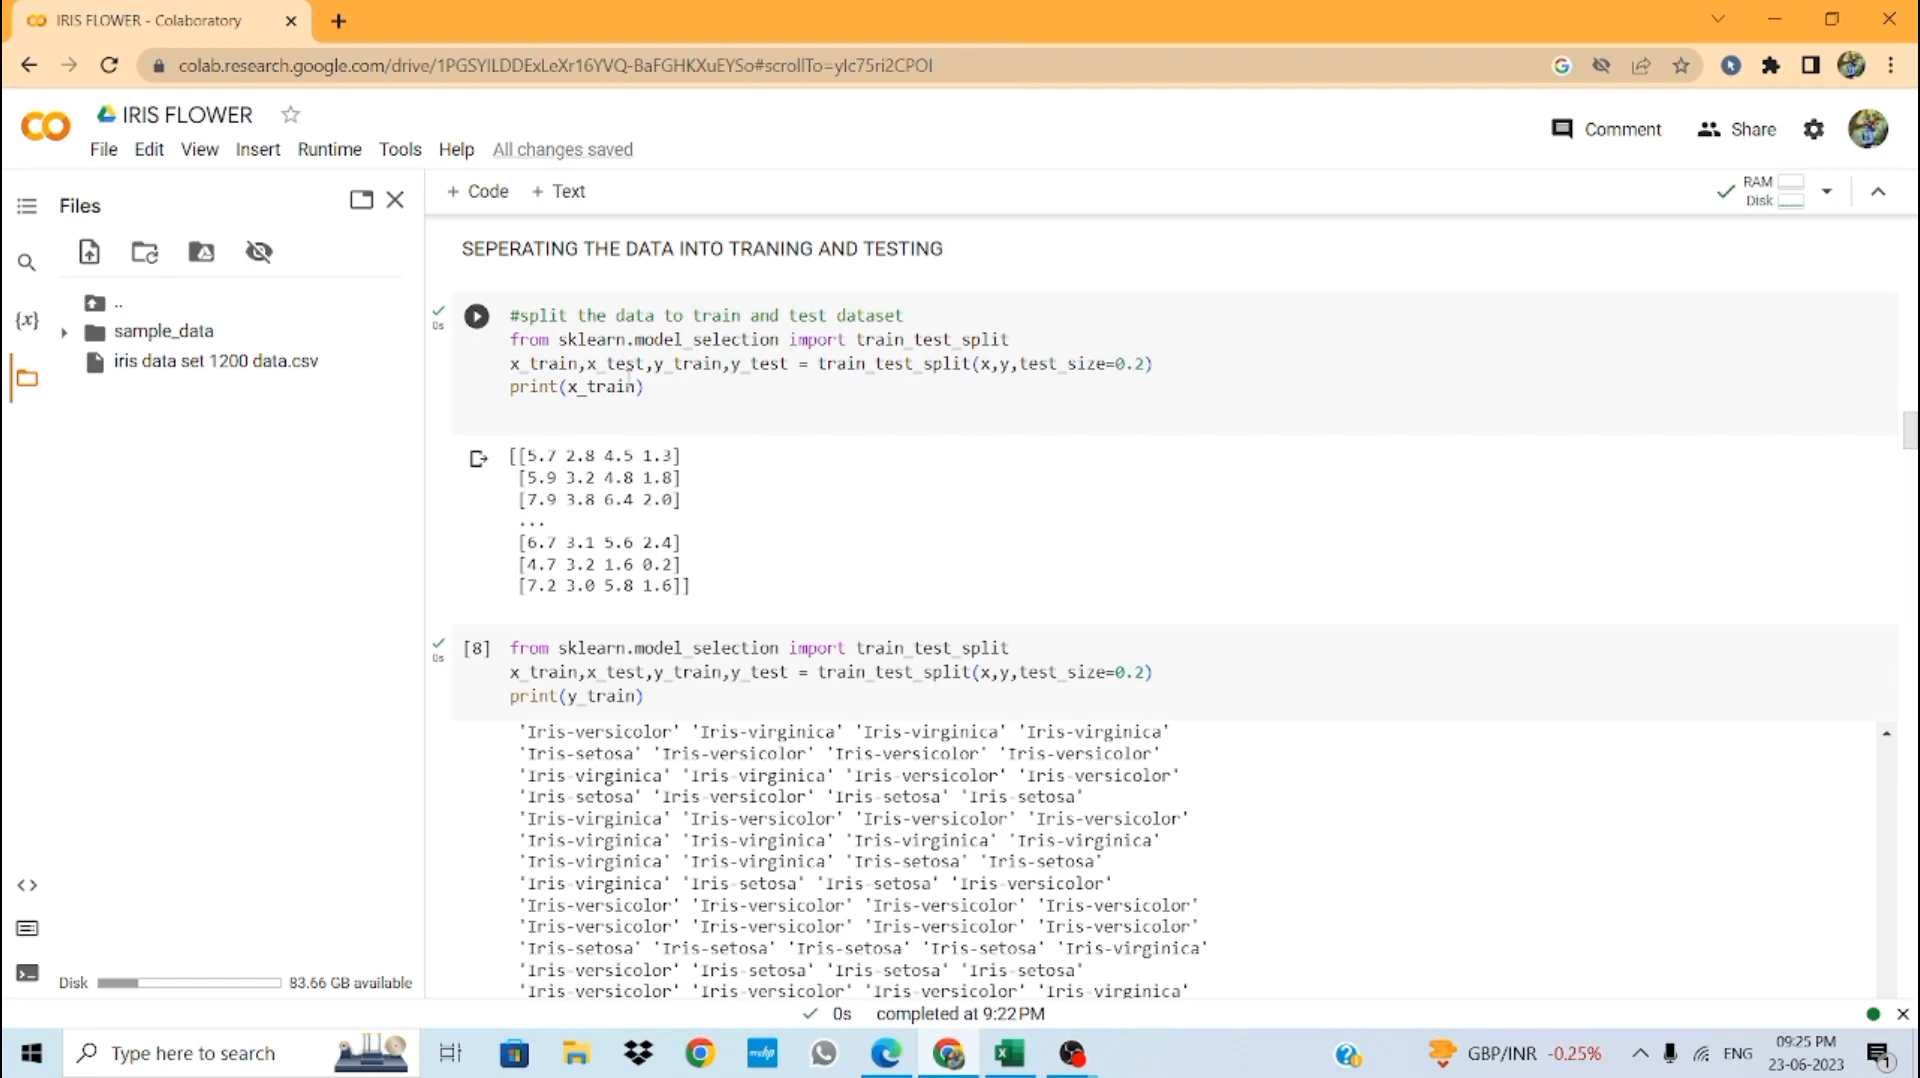 IRIS FLOWER - Colaboratory
colab.research.google.com/drive/1PGSYILDDExLeXr16YVQ-BaFGHKXuEYSo#scrollTo=ylc75ri2CPOI
IRIS FLOWER
File Edit View Insert Runtime Tools Help All changes saved
Comment Share
Files
+ Code + Text
RAM
Disk
..
sample_data
iris data set 1200 data.csv
{x}
SEPERATING THE DATA INTO TRANING AND TESTING
0s
#split the data to train and test dataset
from sklearn.model_selection import train_test_split
x_train,x_test,y_train,y_test = train_test_split(x,y,test_size=0.2)
print(x_train)
[[5.7 2.8 4.5 1.3]
[5.9 3.2 4.8 1.8]
[7.9 3.8 6.4 2.0]
...
[6.7 3.1 5.6 2.4]
[4.7 3.2 1.6 0.2]
[7.2 3.0 5.8 1.6]]
0s
[8] from sklearn.model_selection import train_test_split
x_train,x_test,y_train,y_test = train_test_split(x,y,test_size=0.2)
print(y_train)
'Iris-versicolor' 'Iris-virginica' 'Iris-virginica' 'Iris-virginica'
'Iris-setosa' 'Iris-versicolor' 'Iris-versicolor' 'Iris-versicolor'
'Iris-virginica' 'Iris-virginica' 'Iris-versicolor' 'Iris-versicolor'
'Iris-setosa' 'Iris-versicolor' 'Iris-setosa' 'Iris-setosa'
'Iris-virginica' 'Iris-versicolor' 'Iris-versicolor' 'Iris-versicolor'
'Iris-virginica' 'Iris-virginica' 'Iris-virginica' 'Iris-virginica'
'Iris-virginica' 'Iris-virginica' 'Iris-setosa' 'Iris-setosa'
'Iris-virginica' 'Iris-setosa' 'Iris-setosa' 'Iris-versicolor'
'Iris-versicolor' 'Iris-versicolor' 'Iris-versicolor' 'Iris-versicolor'
'Iris-versicolor' 'Iris-versicolor' 'Iris-versicolor' 'Iris-versicolor'
'Iris-setosa' 'Iris-setosa' 'Iris-setosa' 'Iris-setosa' 'Iris-virginica'
'Iris-versicolor' 'Iris-setosa' 'Iris-setosa' 'Iris-setosa'
'Iris-versicolor' 'Iris-versicolor' 'Iris-versicolor' 'Iris-virginica'
Disk 83.66 GB available
0s completed at 9:22 PM
Type here to search
myhp
GBP/INR -0.25%
ENG
09:25 PM
23-06-2023
1